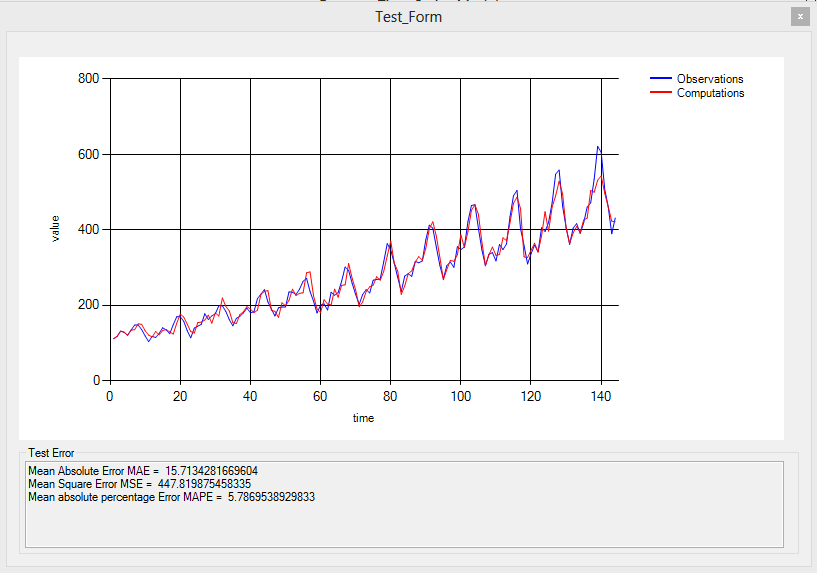 Test_Form
x
800
600
400
200
0
value
0 20 40 60 80 100 120 140
time
Observations
Computations
Test Error
Mean Absolute Error MAE = 15.7134281669604
Mean Square Error MSE = 447.819875458335
Mean absolute percentage Error MAPE = 5.7869538929833